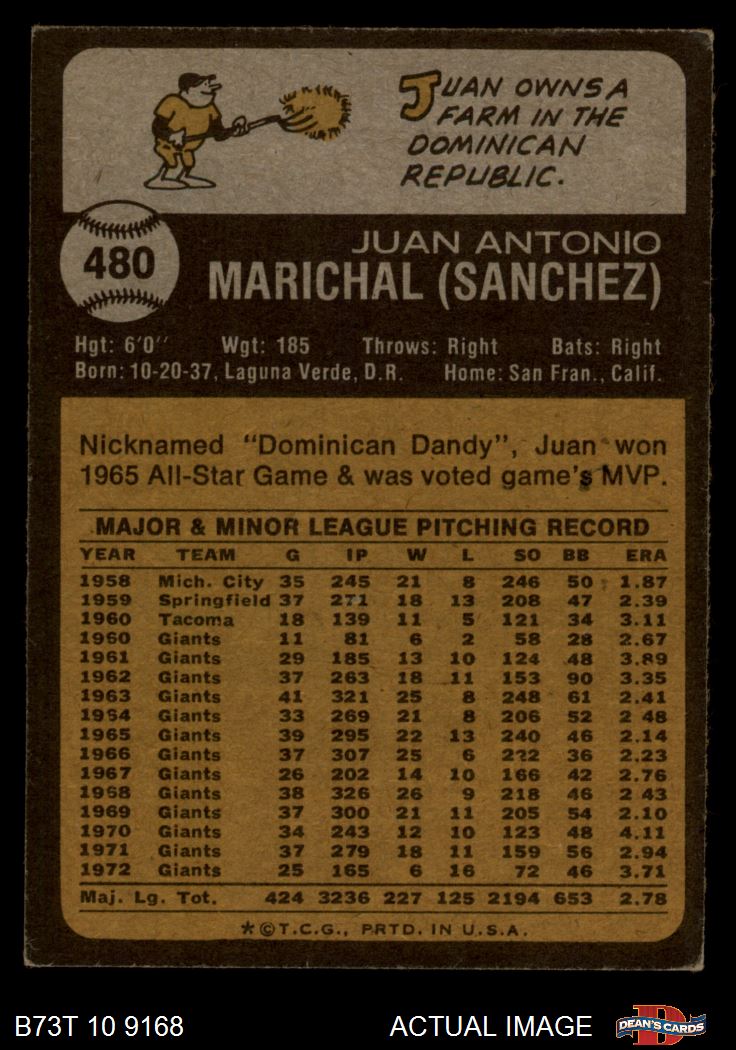 JUAN OWNS A
FARM IN THE
DOMINICAN
REPUBLIC.
480
JUAN ANTONIO
MARICHAL (SANCHEZ)
Hgt: 6'0" Wgt: 185 Throws: Right Bats: Right
Born: 10-20-37, Laguna Verde, D.R. Home: San Fran., Calif.
Nicknamed "Dominican Dandy", Juan won
1965 All-Star Game & was voted game's MVP.
MAJOR & MINOR LEAGUE PITCHING RECORD
YEAR TEAM G IP W L SO BB ERA
1958 Mich. City 35 245 21 8 246 50 1.87
1959 Springfield 37 271 18 13 208 47 2.39
1960 Tacoma 18 139 11 5 121 34 3.11
1960 Giants 11 81 6 2 58 28 2.67
1961 Giants 29 185 13 10 124 48 3.89
1962 Giants 37 263 18 11 153 90 3.35
1963 Giants 41 321 25 8 248 61 2.41
1964 Giants 33 269 21 8 206 52 2 48
1965 Giants 39 295 22 13 240 46 2.14
1966 Giants 37 307 25 6 222 36 2.23
1967 Giants 26 202 14 10 166 42 2.76
1968 Giants 38 326 26 9 218 46 2 43
1969 Giants 37 300 21 11 205 54 2.10
1970 Giants 34 243 12 10 123 48 4.11
1971 Giants 37 279 18 11 159 56 2.94
1972 Giants 25 165 6 16 72 46 3.71
Maj. Lg. Tot. 424 3236 227 125 2194 653 2.78
*©T.C.G., PRTD. IN U.S.A.
B73T 10 9168 ACTUAL IMAGE D DEAN'S CARDS